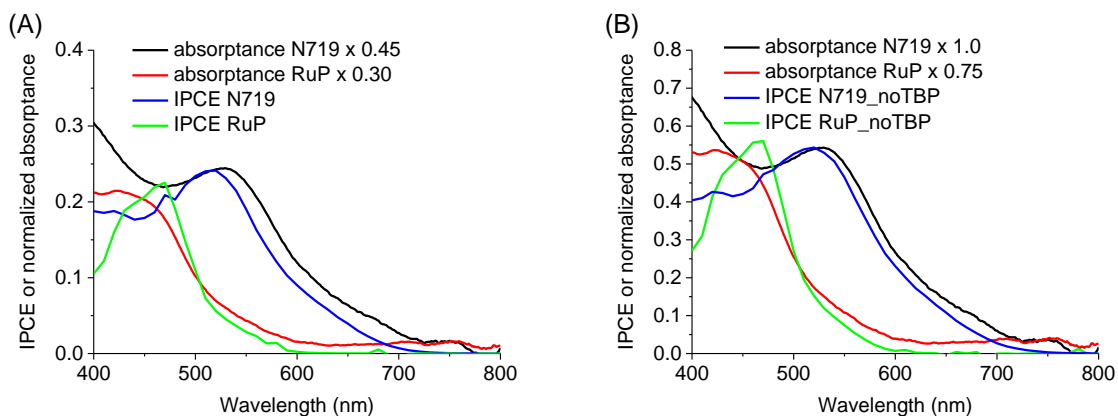 (A)
absorptance N719 x 0.45
absorptance RuP x 0.30
IPCE N719
IPCE RuP
IPCE or normalized absorptance
0.4
0.3
0.2
0.1
0.0
400 500 600 700 800
Wavelength (nm)
(B)
absorptance N719 x 1.0
absorptance RuP x 0.75
IPCE N719_noTBP
IPCE RuP_noTBP
IPCE or normalized absorptance
0.8
0.7
0.6
0.5
0.4
0.3
0.2
0.1
0.0
400 500 600 700 800
Wavelength (nm)